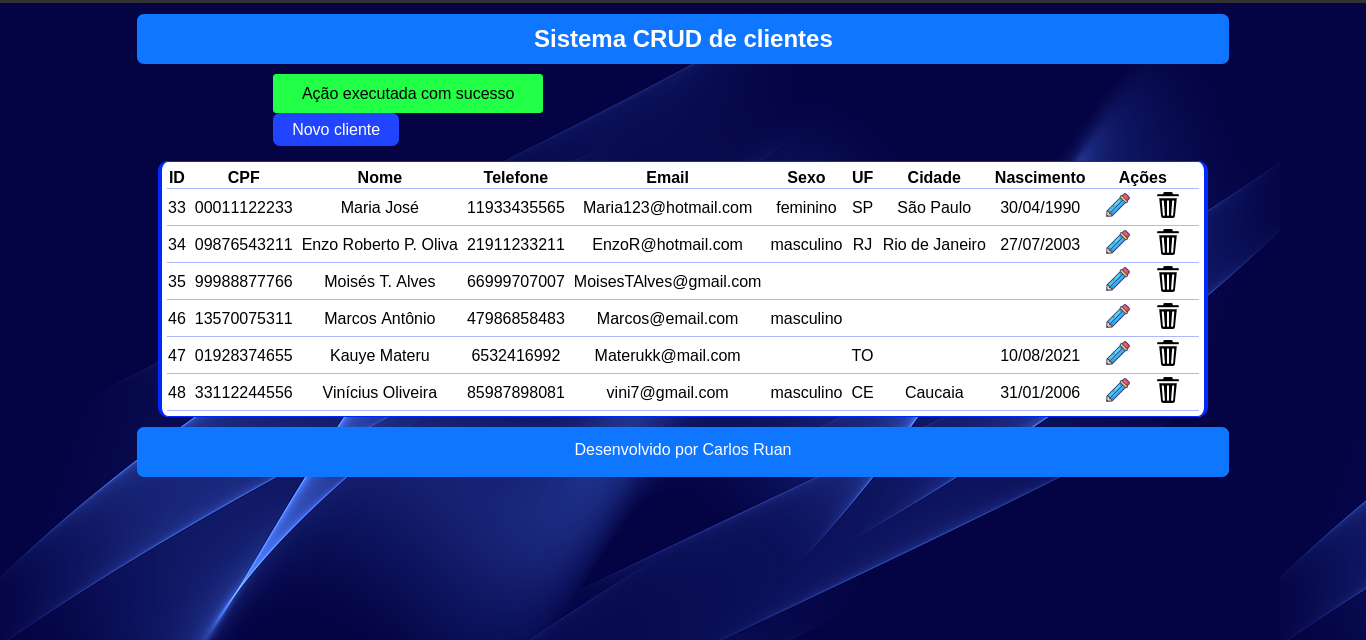 Sistema CRUD de clientes
Ação executada com sucesso
Novo cliente
ID CPF Nome Telefone Email Sexo UF Cidade Nascimento Ações
33 00011122233 Maria José 11933435565 Maria123@hotmail.com feminino SP São Paulo 30/04/1990
34 09876543211 Enzo Roberto P. Oliva 21911233211 EnzoR@hotmail.com masculino RJ Rio de Janeiro 27/07/2003
35 99988877766 Moisés T. Alves 66999707007 MoisesTAlves@gmail.com
46 13570075311 Marcos Antônio 47986858483 Marcos@email.com masculino
47 01928374655 Kauye Materu 6532416992 Materukk@mail.com TO 10/08/2021
48 33112244556 Vinícius Oliveira 85987898081 vini7@gmail.com masculino CE Caucaia 31/01/2006
Desenvolvido por Carlos Ruan